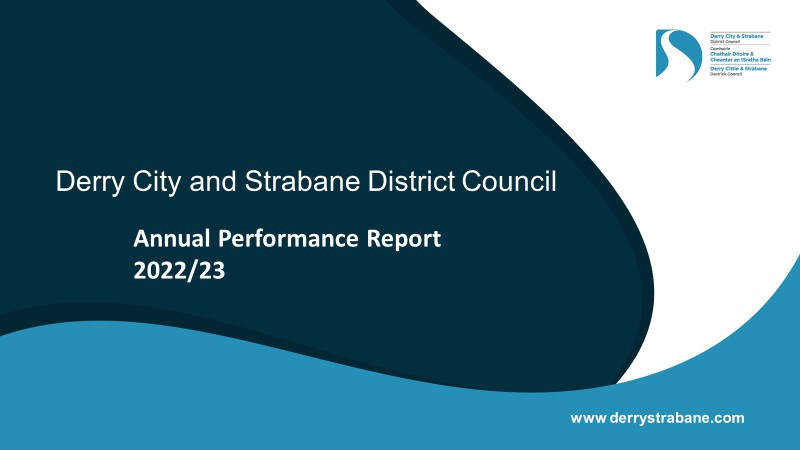 Derry City & Strabane
District Council
Comhairle
Chathair Dhoire &
Cheantar an tSratha Báin
Derry Cittie & Stràbane
Destrick Cooncil
Derry City and Strabane District Council
Annual Performance Report
2022/23
www.derrystrabane.com